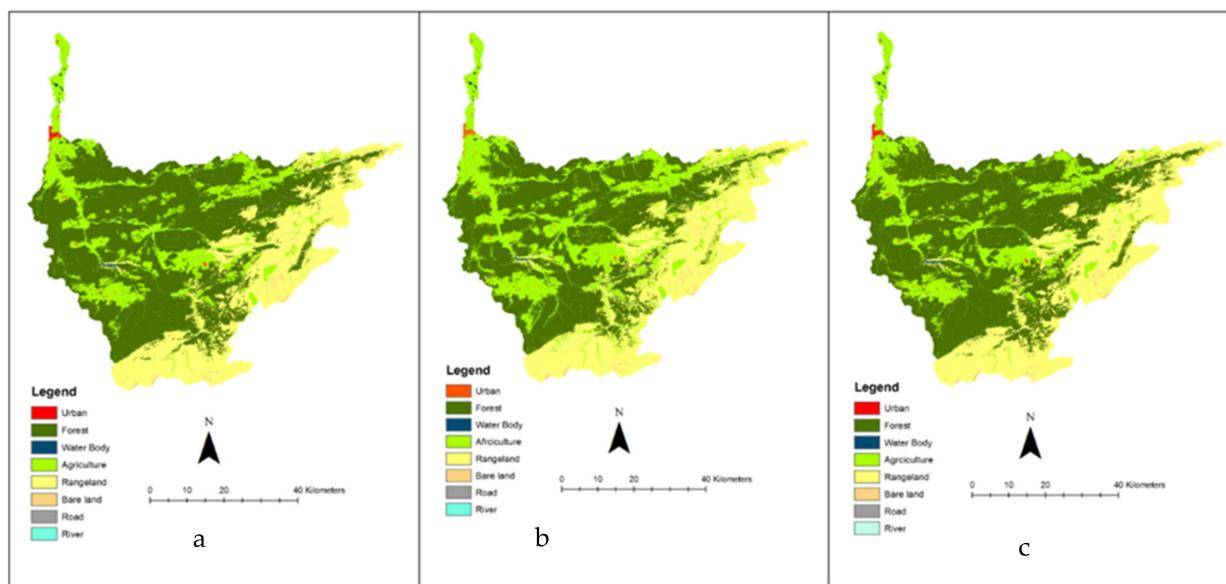 Legend
Urban
Forest
Water Body
Agriculture
Rangeland
Bare land
Road
River
N
0 10 20 40 Kilometers
a
Legend
Urban
Forest
Water Body
Africulture
Rangeland
Bare land
Road
River
N
0 10 20 40 Kilometers
b
Legend
Urban
Forest
Water Body
Agrciculture
Rangeland
Bare land
Road
River
N
0 10 20 40 Kilometers
c